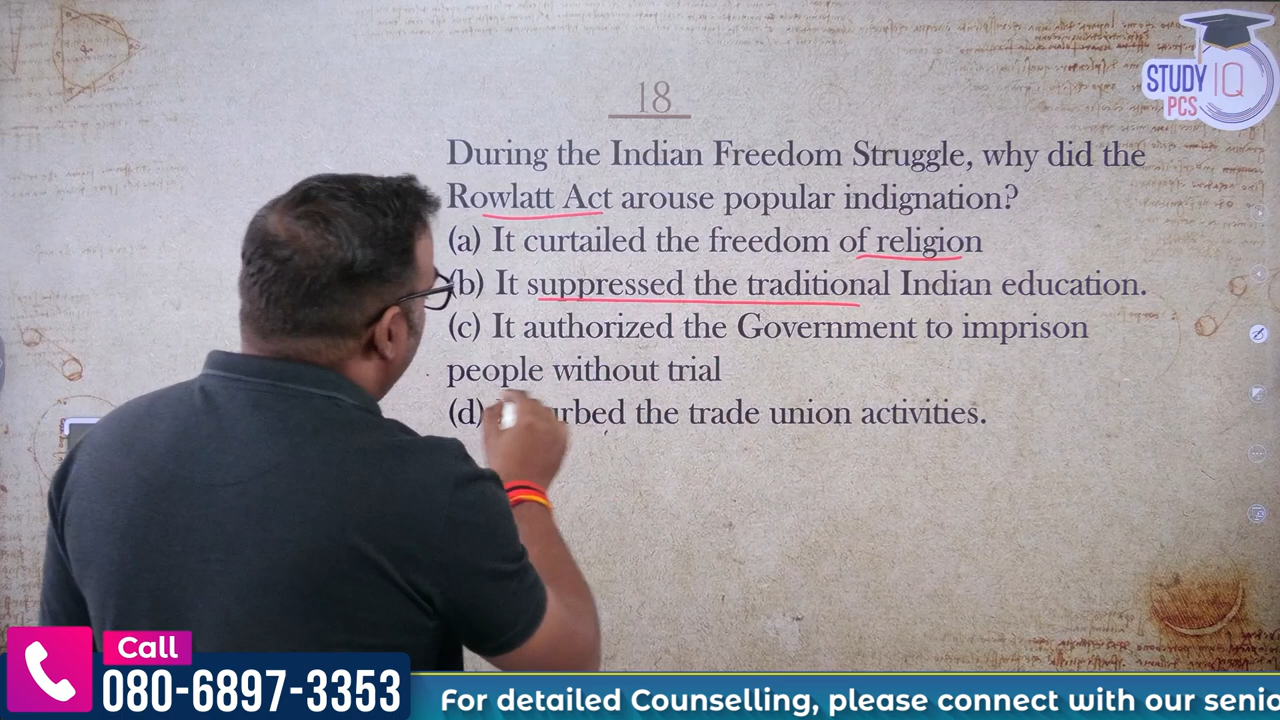 STUDY IQ
PCS
18
During the Indian Freedom Struggle, why did the
Rowlatt Act arouse popular indignation?
(a) It curtailed the freedom of religion
(b) It suppressed the traditional Indian education.
(c) It authorized the Government to imprison
people without trial
(d) the trade union activities.
Call
080-6897-3353
For detailed Counselling, please connect with our